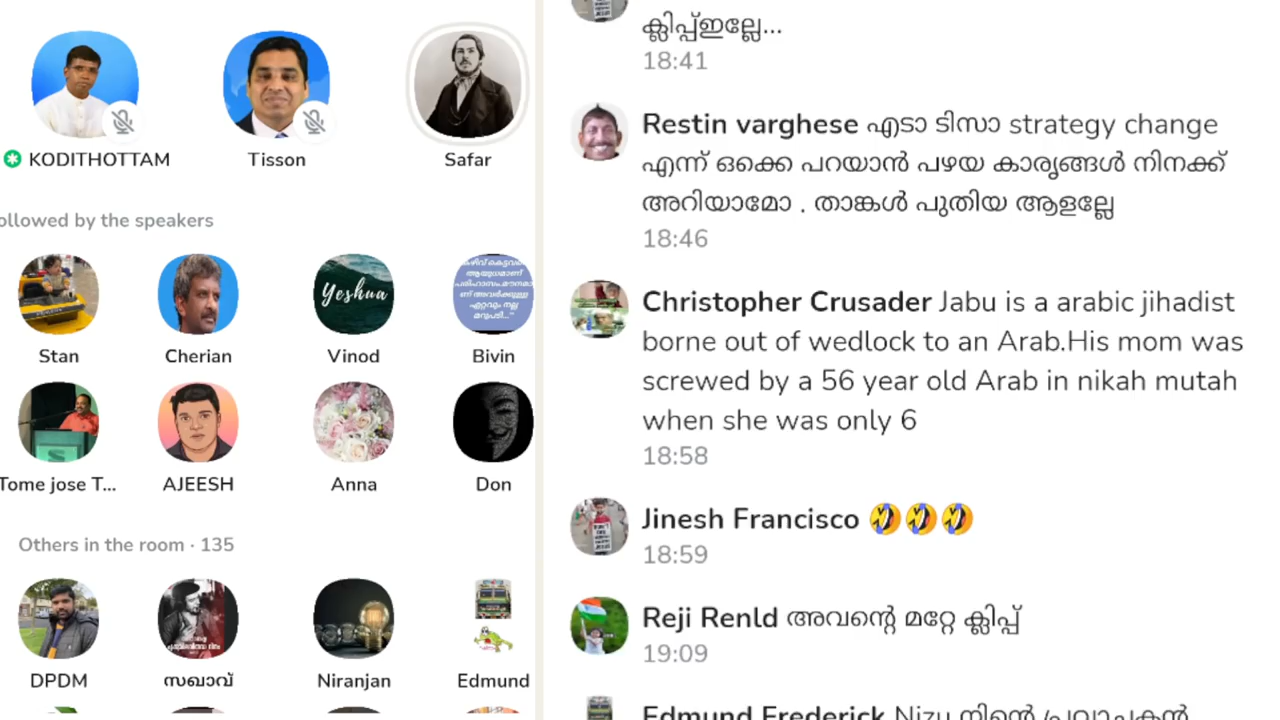 KODITHOTTAM
Tisson
Safar
ollowed by the speakers
Yeshua
ആയുധമാണ്
Stan
Cherian
Vinod
Bivin
Tome jose T...
AJEESH
Anna
Don
Others in the room · 135
DPDM
സഖാവ്
Niranjan
Edmund
ക്ലിപ്പ്ഇല്ലേ...
18:41
Restin varghese എടാ ടിസാ strategy change
എന്ന് ഒക്കെ പറയാൻ പഴയ കാര്യങ്ങൾ നിനക്ക്
അറിയാമോ . താങ്കൾ പുതിയ ആളല്ലേ
18:46
Christopher Crusader Jabu is a arabic jihadist
borne out of wedlock to an Arab.His mom was
screwed by a 56 year old Arab in nikah mutah
when she was only 6
18:58
Jinesh Francisco 🤣🤣🤣
18:59
Reji Renld അവന്റെ മറ്റേ ക്ലിപ്പ്
19:09
Edmund Frederick Nizu നിന്റെ പ്രവാചകൻ